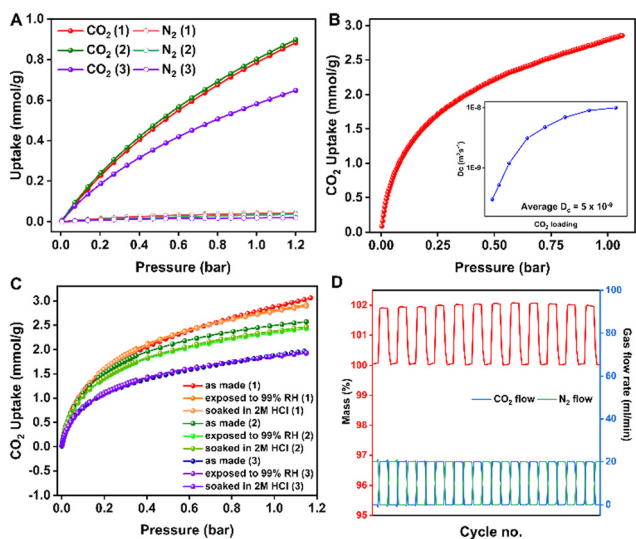 A
CO2 (1) N2 (1)
CO2 (2) N2 (2)
CO2 (3) N2 (3)
1.0
0.8
0.6
0.4
0.2
0.0
Uptake (mmol/g)
0.0 0.2 0.4 0.6 0.8 1.0 1.2
Pressure (bar)
B
3.0
2.5
2.0
1.5
1.0
0.5
0.0
CO2 Uptake (mmol/g)
1E-8
1E-9
Dc (m2s-1)
Average Dc = 5 x 10-9
CO2 loading
0.00 0.25 0.50 0.75 1.00
Pressure (bar)
C
3.0
2.5
2.0
1.5
1.0
0.5
0.0
-0.5
-1.0
CO2 Uptake (mmol/g)
as made (1)
exposed to 99% RH (1)
soaked in 2M HCl (1)
as made (2)
exposed to 99% RH (2)
soaked in 2M HCl (2)
as made (3)
exposed to 99% RH (3)
soaked in 2M HCl (3)
0.0 0.2 0.4 0.6 0.8 1.0 1.2
Pressure (bar)
D
102
101
100
99
98
97
96
95
Mass (%)
CO2 flow N2 flow
100
80
60
40
20
0
Gas flow rate (ml/min)
Cycle no.